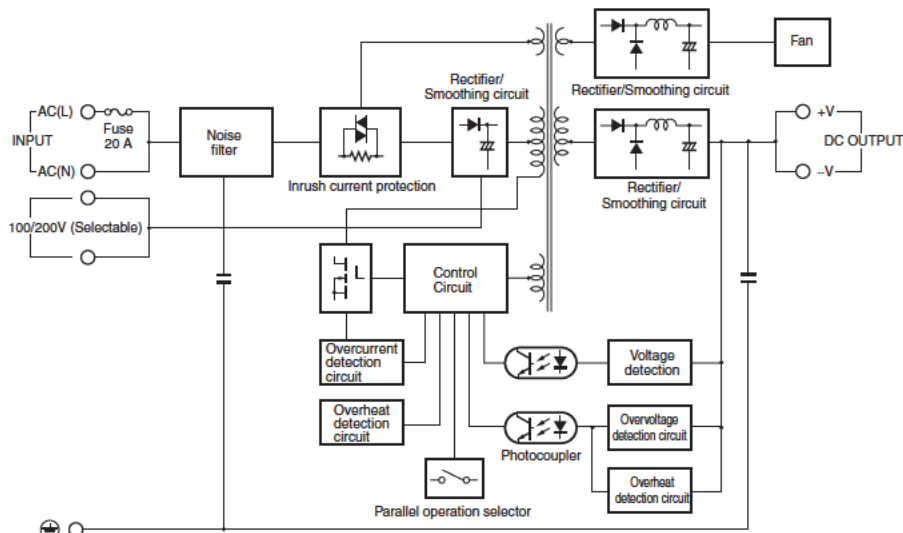 Rectifier/Smoothing circuit
Fan
AC(L)
Fuse
20 A
INPUT
AC(N)
Noise
filter
Inrush current protection
Rectifier/
Smoothing circuit
Rectifier/
Smoothing circuit
+V
DC OUTPUT
–V
100/200V (Selectable)
Control
Circuit
Overcurrent
detection
circuit
Overheat
detection
circuit
Voltage
detection
Overvoltage
detection circuit
Photocoupler
Overheat
detection circuit
Parallel operation selector